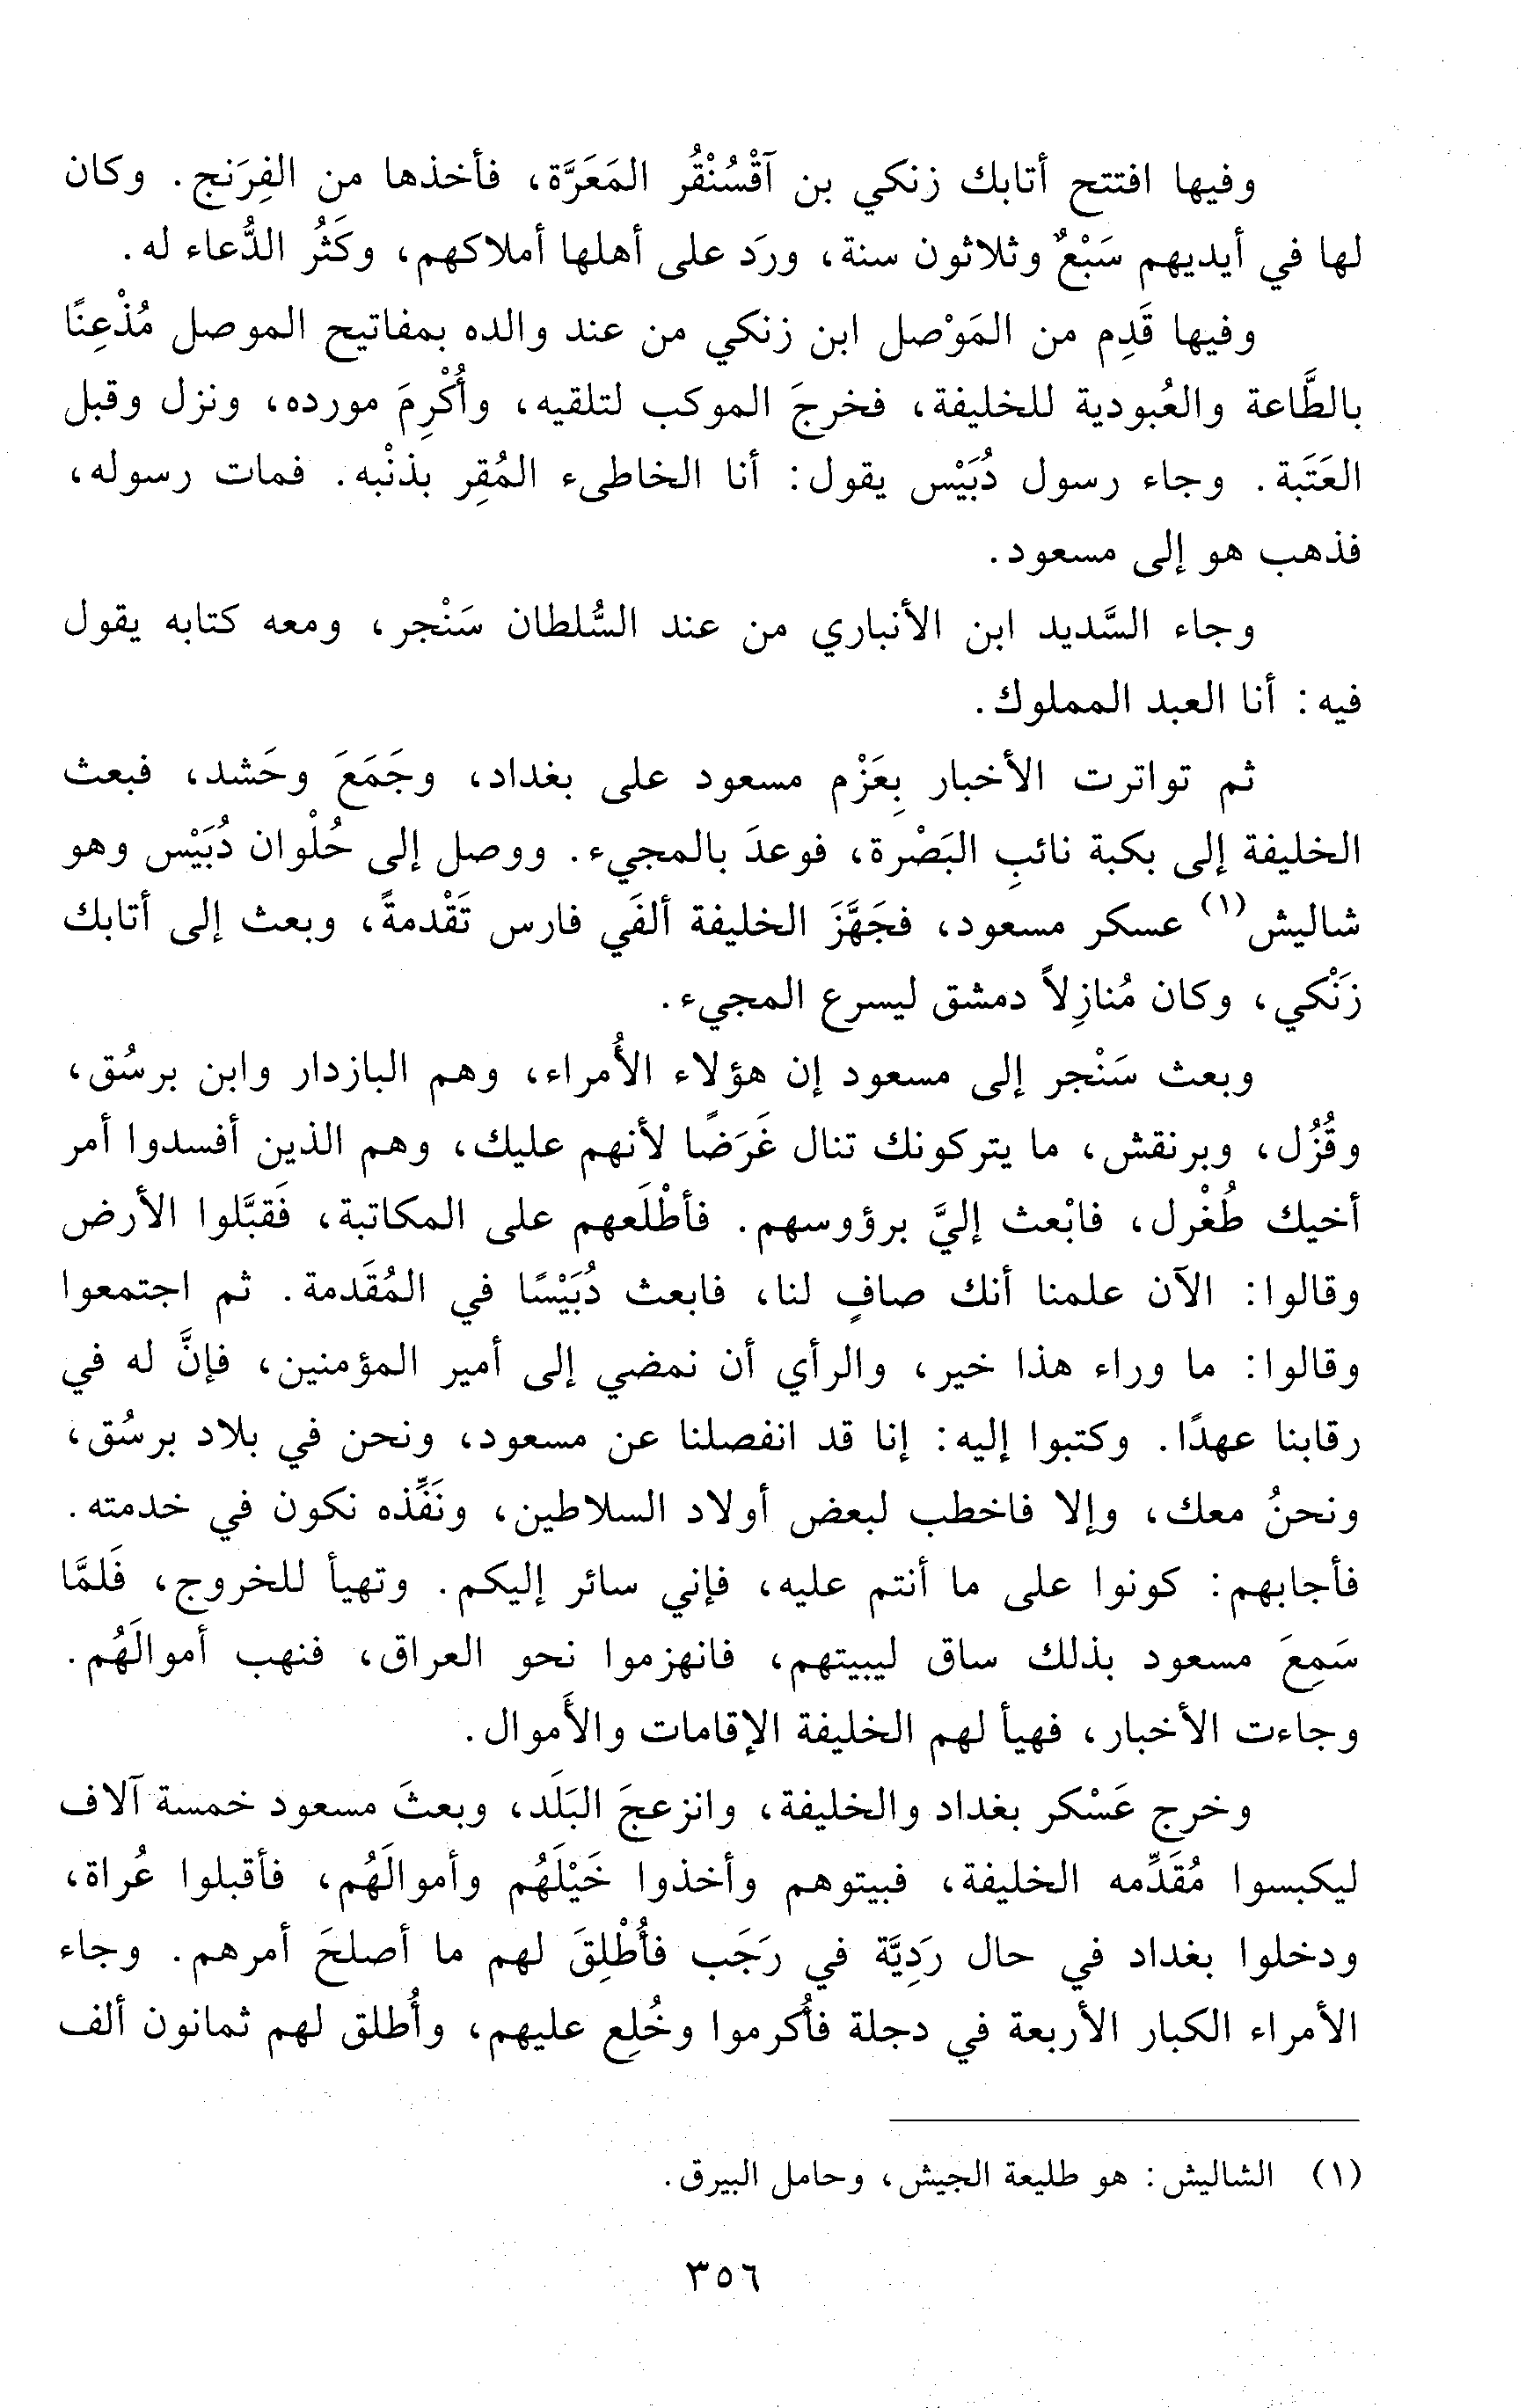 وفيها افتتح أتابك زنكي بن آقْسُنْقُر المَعَرَّة، فأخذها من الفِرَنج. وكان
لها في أيديهم سَبْعٌ وثلاثون سنة، وردَ على أهلها أملاكهم، وكَثُر الدُّعاء له.
وفيها قَدِم من المَوْصل ابن زنكي من عند والده بمفاتيح الموصل مُذْعِنًا
بالطَّاعة والعُبودية للخليفة، فخرجَ الموكب لتلقيه، وأُكْرِمَ مورده، ونزل وقبل
العَتَبة. وجاء رسول دُبَيْس يقول: أنا الخاطىء المُقِر بذنْبه. فمات رسوله،
فذهب هو إلى مسعود.
وجاء السَّديد ابن الأنباري من عند السُّلطان سَنْجر، ومعه كتابه يقول
فيه: أنا العبد المملوك.
ثم تواترت الأخبار بِعَزْم مسعود على بغداد، وجَمَعَ وحَشد، فبعث
الخليفة إلى بكبة نائبِ البَصْرة، فوعدَ بالمجيء. ووصل إلى حُلْوان دُبَيْس وهو
شاليش(١) عسكر مسعود، فجَهَّزَ الخليفة ألفَي فارس تَقْدمةً، وبعث إلى أتابك
زَنْكي، وكان مُنازِلاً دمشق ليسرع المجيء.
وبعث سَنْجر إلى مسعود إن هؤلاء الأُمراء، وهم البازدار وابن برسُق،
وقُزُل، وبرنقش، ما يتركونك تنال غَرَضًا لأنهم عليك، وهم الذين أفسدوا أمر
أخيك طُغْرل، فابْعث إليَّ برؤوسهم. فأطْلَعهم على المكاتبة، فَقبَّلوا الأرض
وقالوا: الآن علمنا أنك صافٍ لنا، فابعث دُبَيْسًا في المُقَدمة. ثم اجتمعوا
وقالوا: ما وراء هذا خير، والرأي أن نمضي إلى أمير المؤمنين، فإنَّ له في
رقابنا عهدًا. وكتبوا إليه: إنا قد انفصلنا عن مسعود، ونحن في بلاد برسُق،
ونحنُ معك، وإلا فاخطب لبعض أولاد السلاطين، ونَفِّذه نكون في خدمته.
فأجابهم: كونوا على ما أنتم عليه، فإني سائر إليكم. وتهيأ للخروج، فَلمَّا
سَمِعَ مسعود بذلك ساق ليبيتهم، فانهزموا نحو العراق، فنهب أموالَهُم.
وجاءت الأخبار، فهيأ لهم الخليفة الإقامات والأَموال.
وخرج عَسْكر بغداد والخليفة، وانزعجَ البَلَد، وبعثَ مسعود خمسة آلاف
ليكبسوا مُقَدِّمه الخليفة، فبيتوهم وأخذوا خَيْلَهُم وأموالَهُم، فأقبلوا عُراة،
ودخلوا بغداد في حال رَدِيَّة في رَجَب فأُطْلِقَ لهم ما أصلحَ أمرهم. وجاء
الأمراء الكبار الأربعة في دجلة فأُكرموا وخُلِع عليهم، وأُطلق لهم ثمانون ألف
(١) الشاليش: هو طليعة الجيش، وحامل البيرق.
٣٥٦